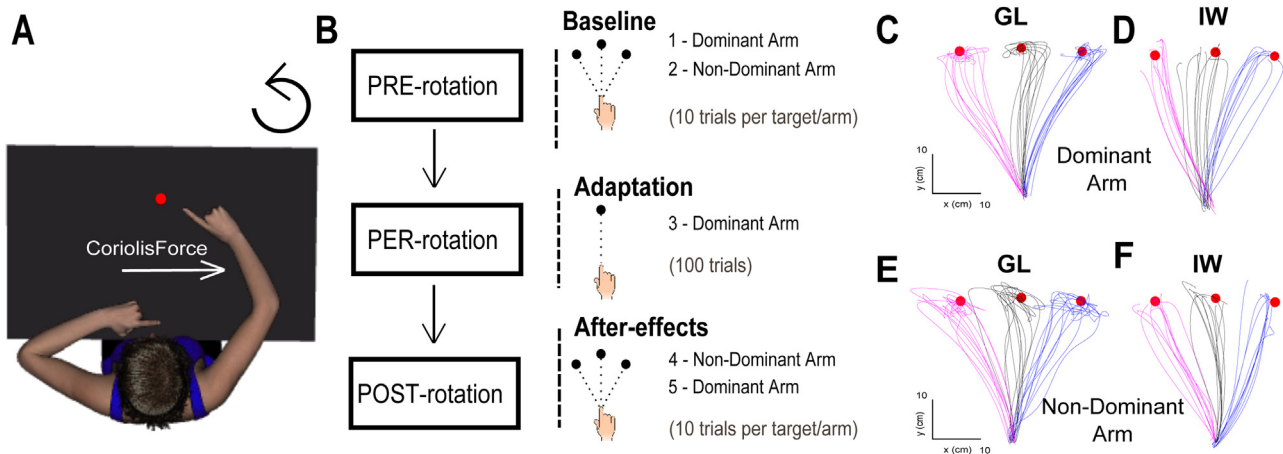 A
CoriolisForce
B
PRE-rotation
PER-rotation
POST-rotation
Baseline
1 - Dominant Arm
2 - Non-Dominant Arm
(10 trials per target/arm)
Adaptation
3 - Dominant Arm
(100 trials)
After-effects
4 - Non-Dominant Arm
5 - Dominant Arm
(10 trials per target/arm)
C
GL
IW
D
10
y (cm)
x (cm)
10
Dominant
Arm
E
GL
F
IW
10
y (cm)
x (cm)
10
Non-Dominant
Arm